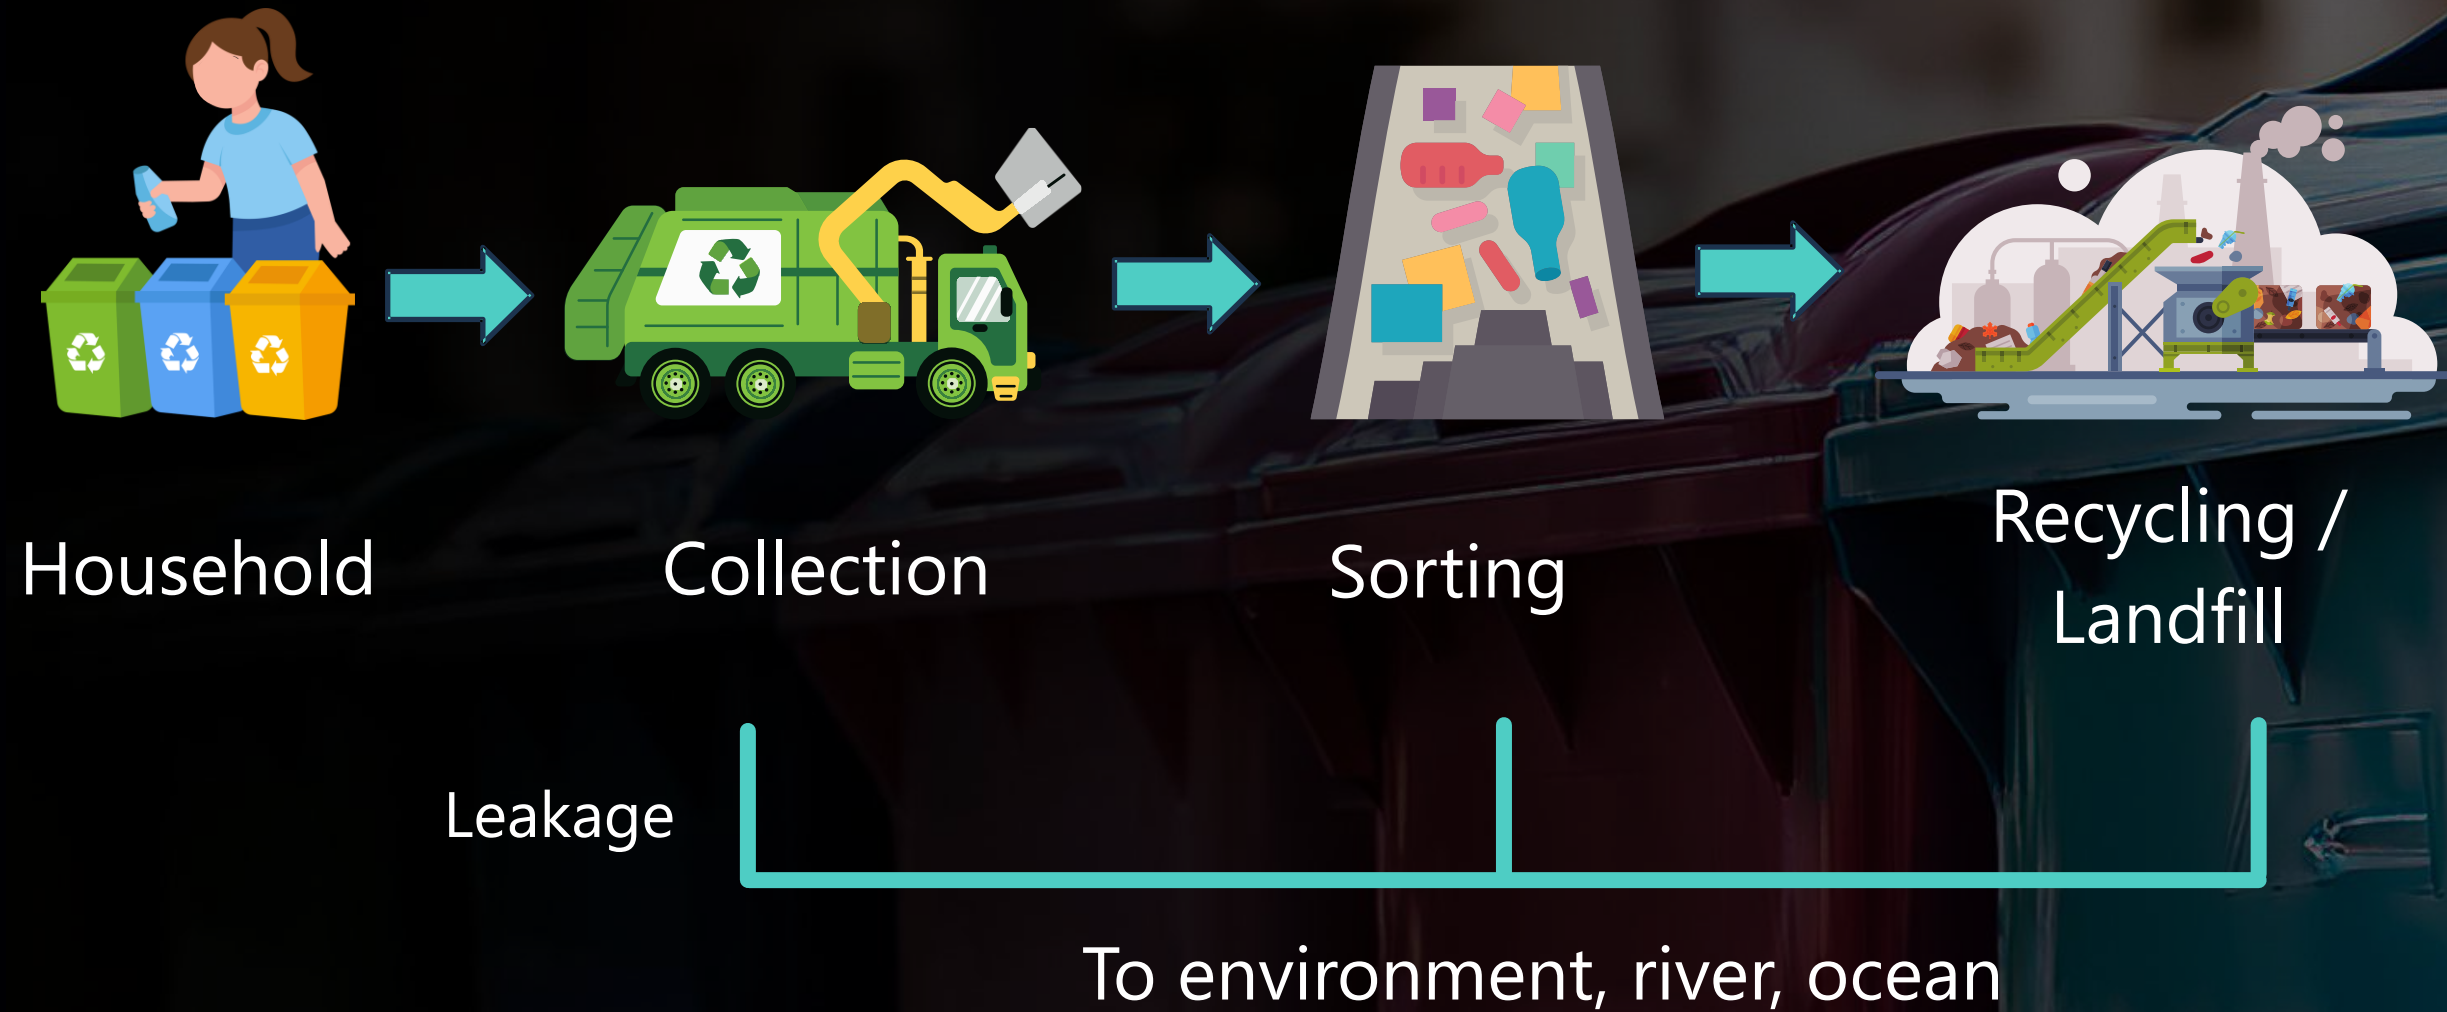 Household
Collection
Sorting
Recycling /
Landfill
Leakage
To environment, river, ocean